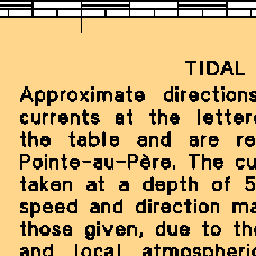 TIDAL
Approximate directions
currents at the letter
the table and are re
Pointe-au-Père. The cu
taken at a depth of 5
speed and direction ma
those given, due to th
and local atmospheric